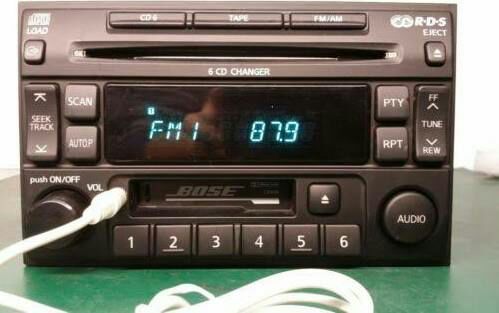 CD 6 TAPE FM/AM
R·D·S
LOAD
EJECT
6 CD CHANGER
SCAN
SEEK
TRACK
AUTO.P
FM1 87.9
PTY
RPT
FF
TUNE
REW
push ON/OFF
VOL
BOSE
AUDIO
1 2 3 4 5 6